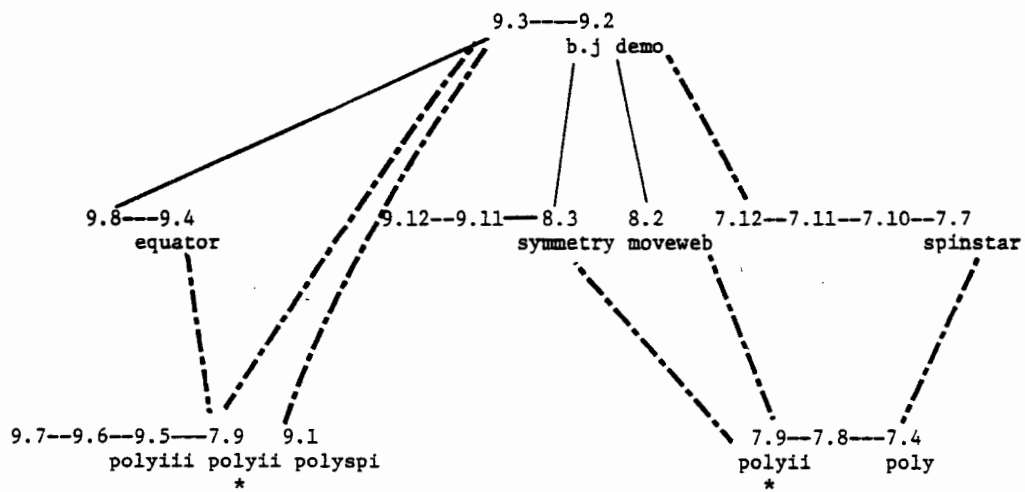 9.3----9.2
b.j demo
9.8---9.4 9.12--9.11---8.3 8.2 7.12--7.11--7.10--7.7
equator symmetry moveweb spinstar
9.7--9.6--9.5---7.9 9.1 7.9--7.8---7.4
polyiii polyii polyspi polyii poly
* *